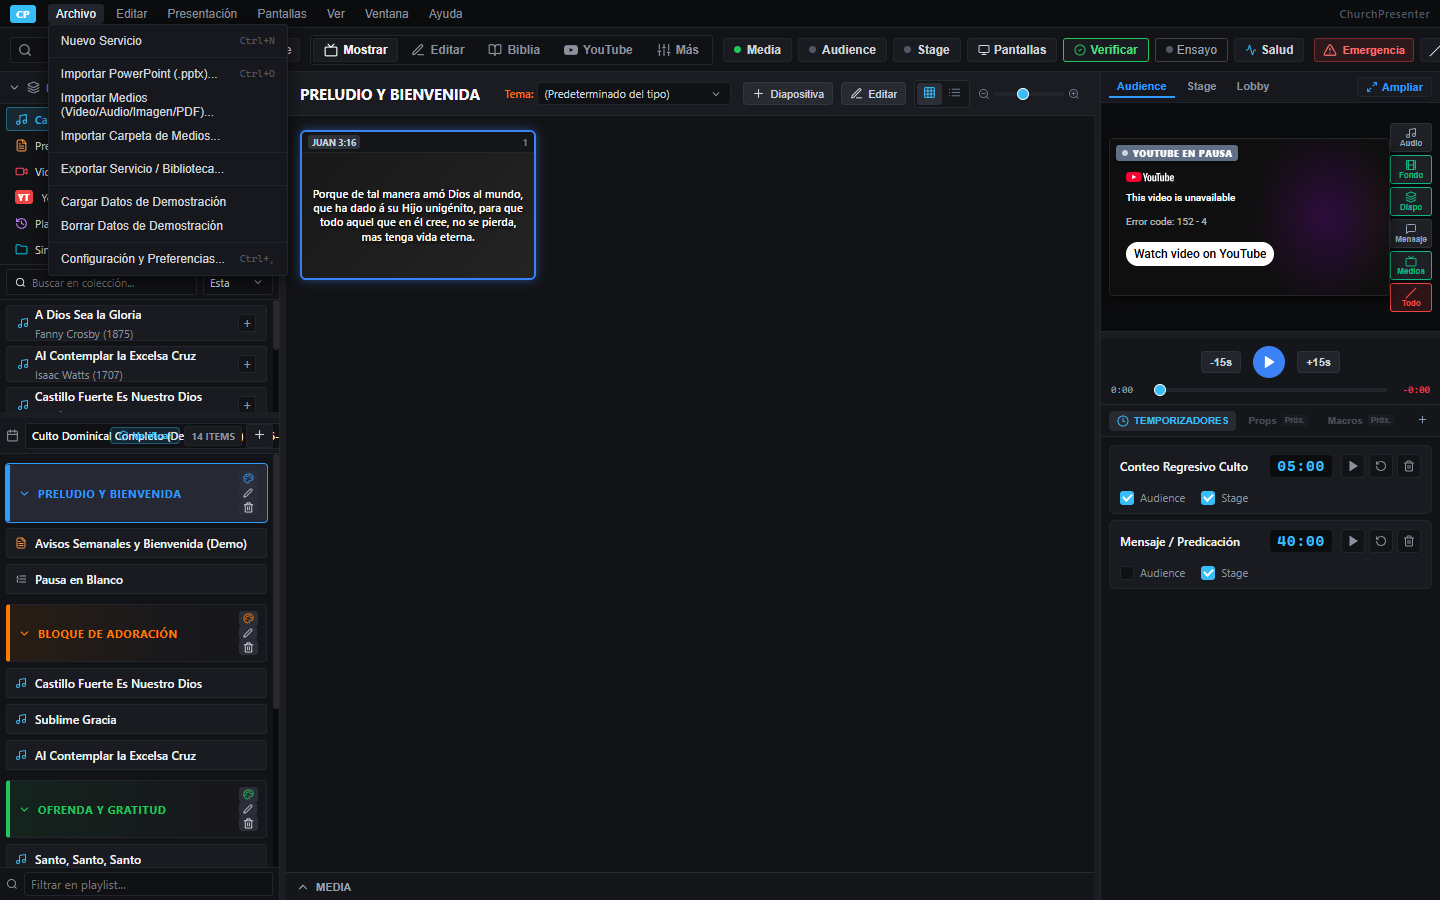 CP Archivo Editar Presentación Pantallas Ver Ventana Ayuda ChurchPresenter
Nuevo Servicio Ctrl+N
Importar PowerPoint (.pptx)... Ctrl+O
Importar Medios
(Video/Audio/Imagen/PDF)...
Importar Carpeta de Medios...
Exportar Servicio / Biblioteca...
Cargar Datos de Demostración
Borrar Datos de Demostración
Configuración y Preferencias... Ctrl+,
Mostrar Editar Biblia YouTube Más
Media Audience Stage Pantallas Verificar Ensayo Salud Emergencia
Ca
Pre
Vic
YT Y
Pla
Sir
Buscar en colección... Esta
A Dios Sea la Gloria
Fanny Crosby (1875)
Al Contemplar la Excelsa Cruz
Isaac Watts (1707)
Castillo Fuerte Es Nuestro Dios
Culto Dominical Completo (De 14 ITEMS
PRELUDIO Y BIENVENIDA
Avisos Semanales y Bienvenida (Demo)
Pausa en Blanco
BLOQUE DE ADORACIÓN
Castillo Fuerte Es Nuestro Dios
Sublime Gracia
Al Contemplar la Excelsa Cruz
OFRENDA Y GRATITUD
Santo, Santo, Santo
Filtrar en playlist...
PRELUDIO Y BIENVENIDA Tema: (Predeterminado del tipo) Diapositiva Editar
JUAN 3:16 1
Porque de tal manera amó Dios al mundo,
que ha dado á su Hijo unigénito, para que
todo aquel que en él cree, no se pierda,
mas tenga vida eterna.
MEDIA
Audience Stage Lobby Ampliar
YOUTUBE EN PAUSA
YouTube
This video is unavailable
Error code: 152 - 4
Watch video on YouTube
Audio
Fondo
Diapo
Mensaje
Medios
Todo
-15s +15s
0:00 -0:00
TEMPORIZADORES Props Próx. Macros Próx.
Conteo Regresivo Culto 05:00
Audience Stage
Mensaje / Predicación 40:00
Audience Stage